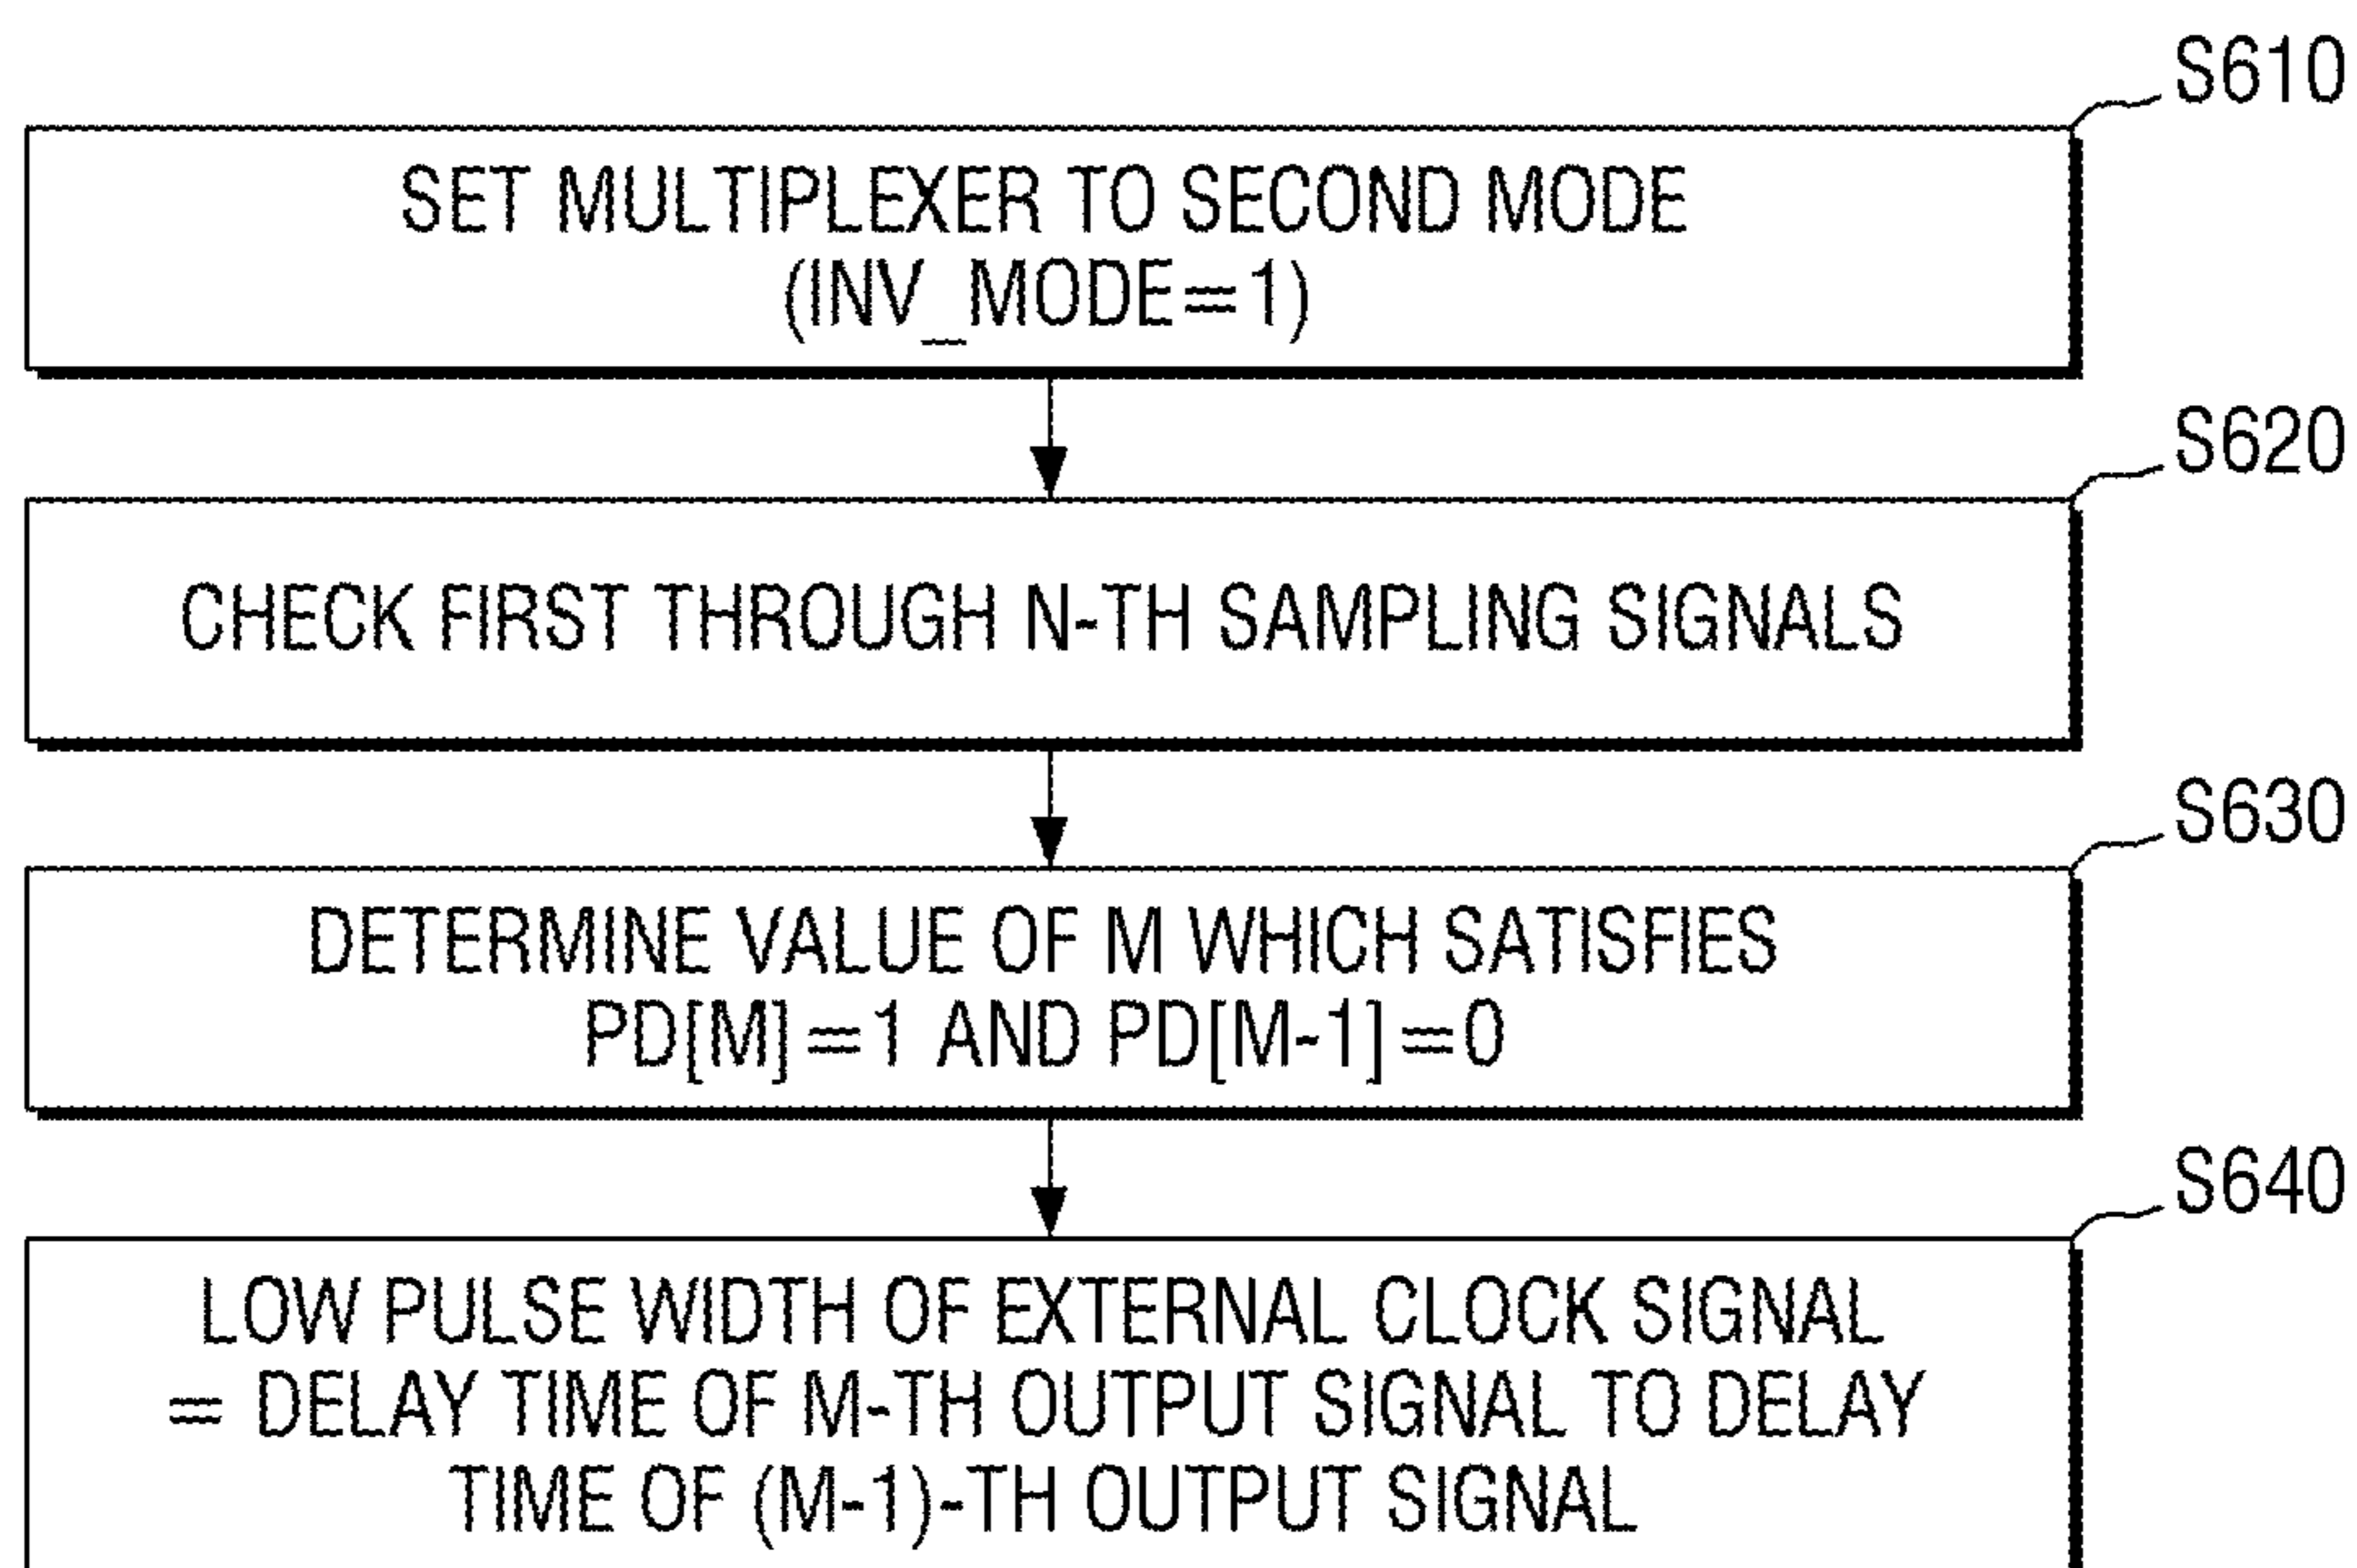 S610
SET MULTIPLEXER TO SECOND MODE
(INV_MODE=1)
S620
CHECK FIRST THROUGH N-TH SAMPLING SIGNALS
S630
DETERMINE VALUE OF M WHICH SATISFIES
PD[M]=1 AND PD[M-1]=0
S640
LOW PULSE WIDTH OF EXTERNAL CLOCK SIGNAL
= DELAY TIME OF M-TH OUTPUT SIGNAL TO DELAY
TIME OF (M-1)-TH OUTPUT SIGNAL